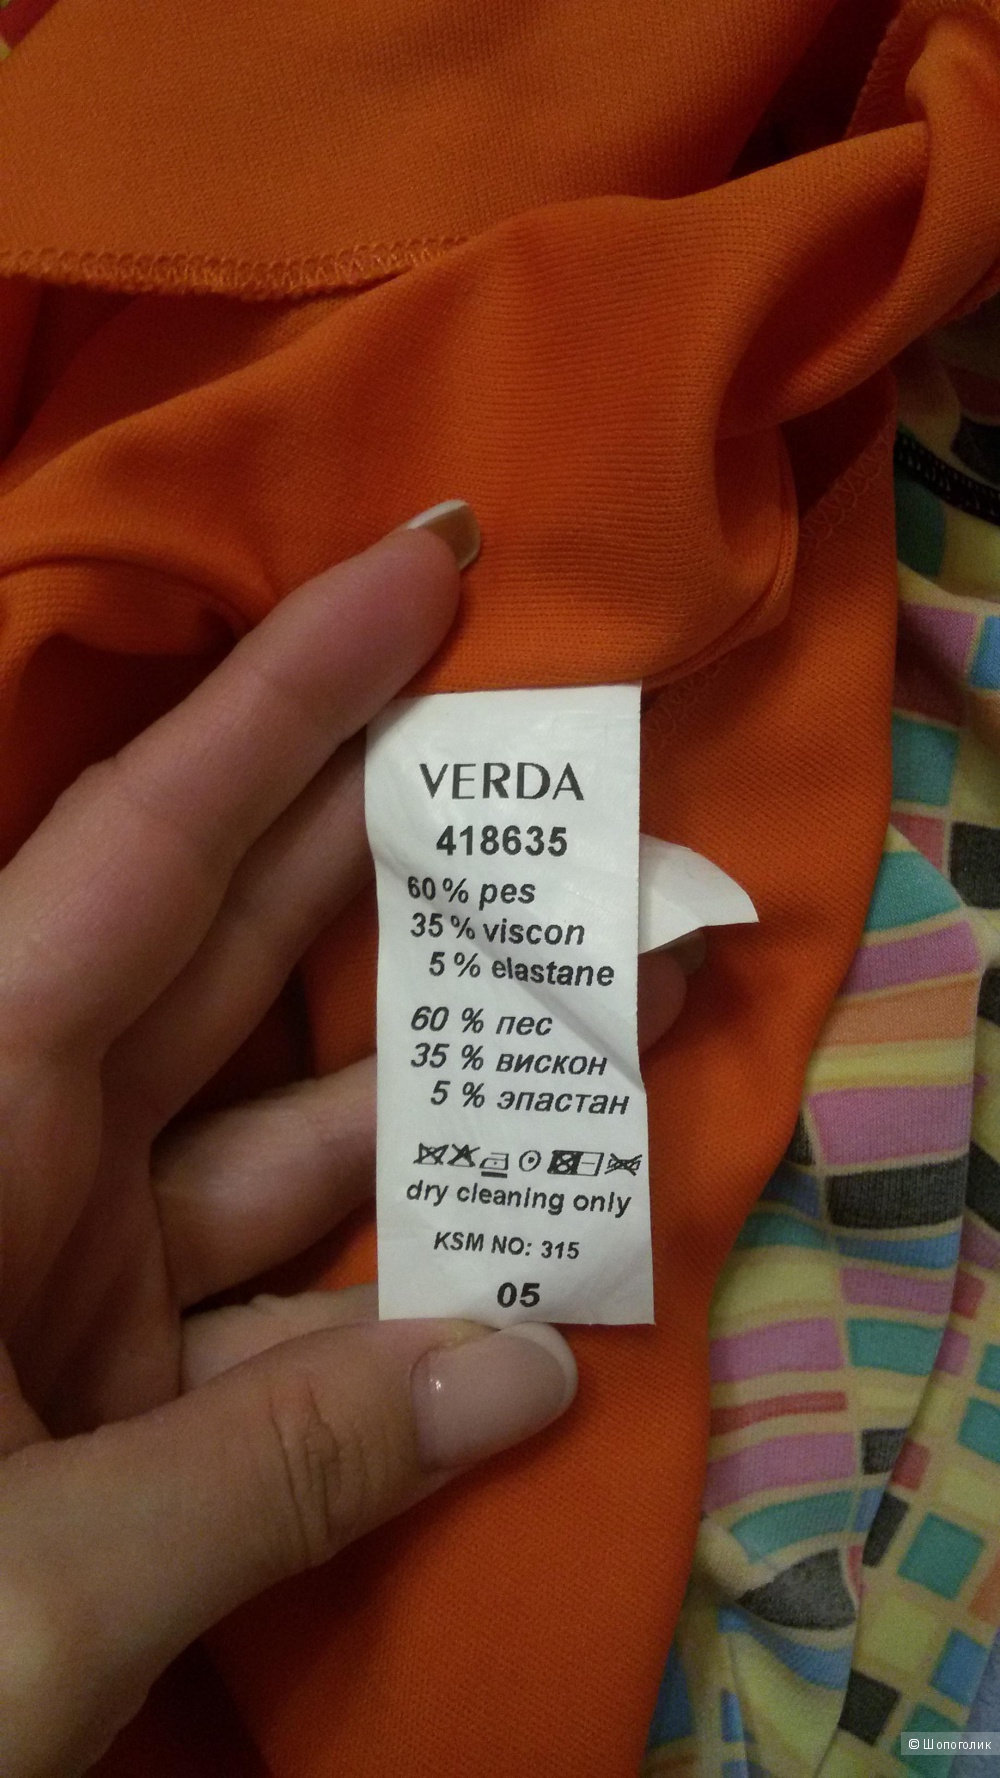 VERDA
418635
60 % pes
35 % viscon
5 % elastane
60 % пес
35 % вискон
5 % эпастан
dry cleaning only
KSM NO: 315
05
© Шопоголик